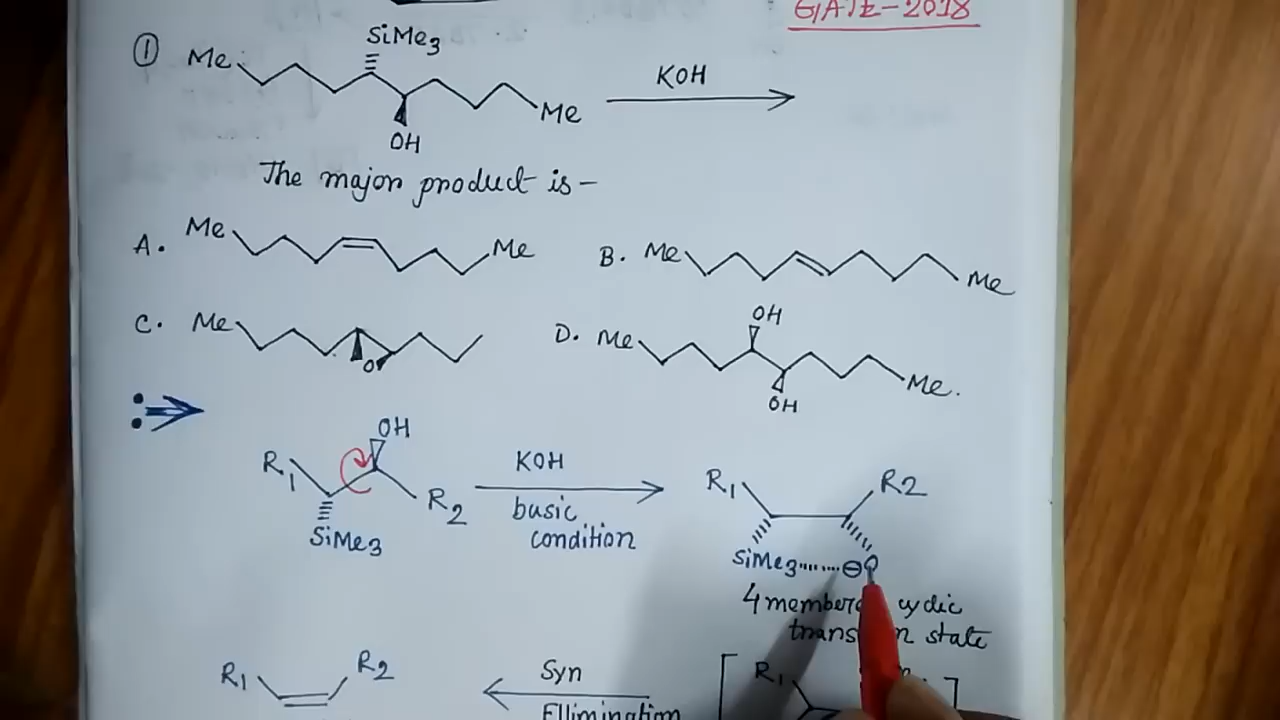 GATE-2018
SiMe3
① Me
KOH
Me
OH
The major product is -
A. Me
Me
B. Me
Me
C. Me
O
D. Me
OH
OH
Me.
OH
R1
R2
SiMe3
KOH
basic
condition
R1
R2
SiMe3 ⊖O
4 membered cyclic
state
R1
R2
Syn
Ellimination
R1